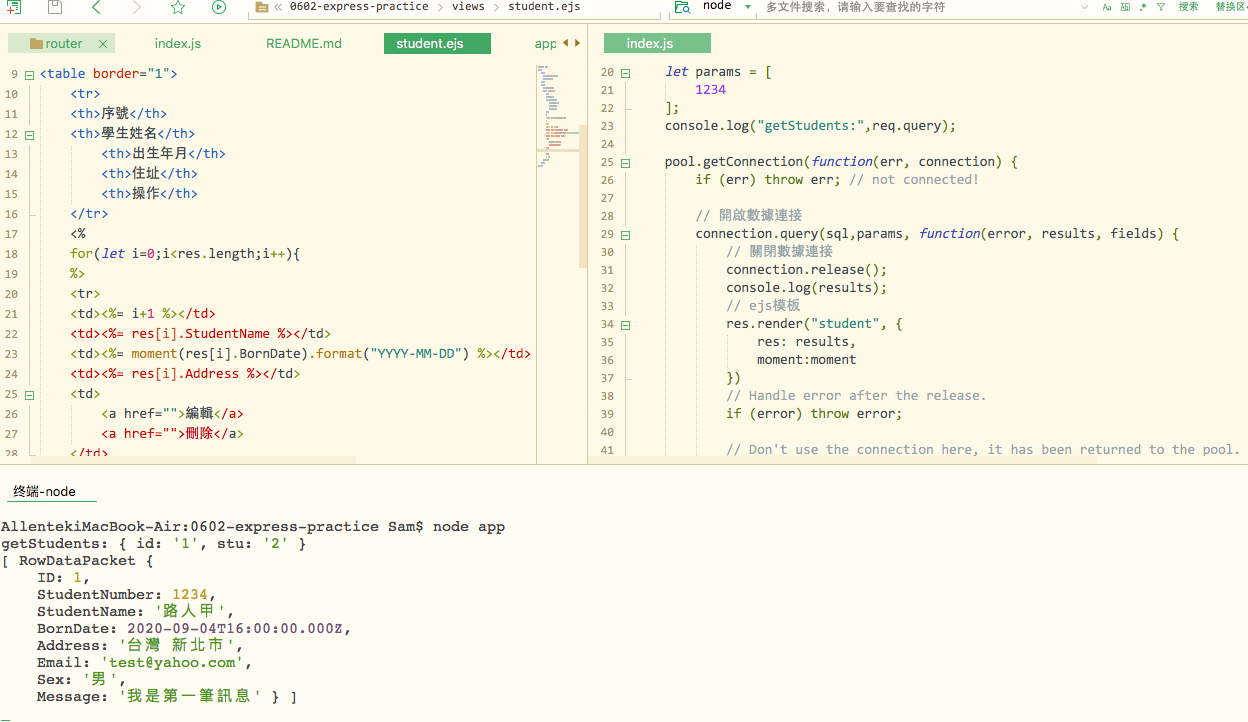 0602-express-practice views student.ejs
node
多文件搜索，请输入要查找的字符
Aa
搜索
替换区
router
index.js
README.md
student.ejs
app
9 <table border="1">
10 <tr>
11 <th>序號</th>
12 <th>學生姓名</th>
13 <th>出生年月</th>
14 <th>住址</th>
15 <th>操作</th>
16 </tr>
17 <%
18 for(let i=0;i<res.length;i++){
19 %>
20 <tr>
21 <td><%= i+1 %></td>
22 <td><%= res[i].StudentName %></td>
23 <td><%= moment(res[i].BornDate).format("YYYY-MM-DD") %></td>
24 <td><%= res[i].Address %></td>
25 <td>
26 <a href="">編輯</a>
27 <a href="">刪除</a>
28 </td>
index.js
20 let params = [
21 1234
22 ];
23 console.log("getStudents:",req.query);
24
25 pool.getConnection(function(err, connection) {
26 if (err) throw err; // not connected!
27
28 // 開啟數據連接
29 connection.query(sql,params, function(error, results, fields) {
30 // 關閉數據連接
31 connection.release();
32 console.log(results);
33 // ejs模板
34 res.render("student", {
35 res: results,
36 moment:moment
37 })
38 // Handle error after the release.
39 if (error) throw error;
40
41 // Don't use the connection here, it has been returned to the pool.
终端-node
AllentekiMacBook-Air:0602-express-practice Sam$ node app
getStudents: { id: '1', stu: '2' }
[ RowDataPacket {
ID: 1,
StudentNumber: 1234,
StudentName: '路人甲',
BornDate: 2020-09-04T16:00:00.000Z,
Address: '台灣 新北市',
Email: 'test@yahoo.com',
Sex: '男',
Message: '我是第一筆訊息' } ]